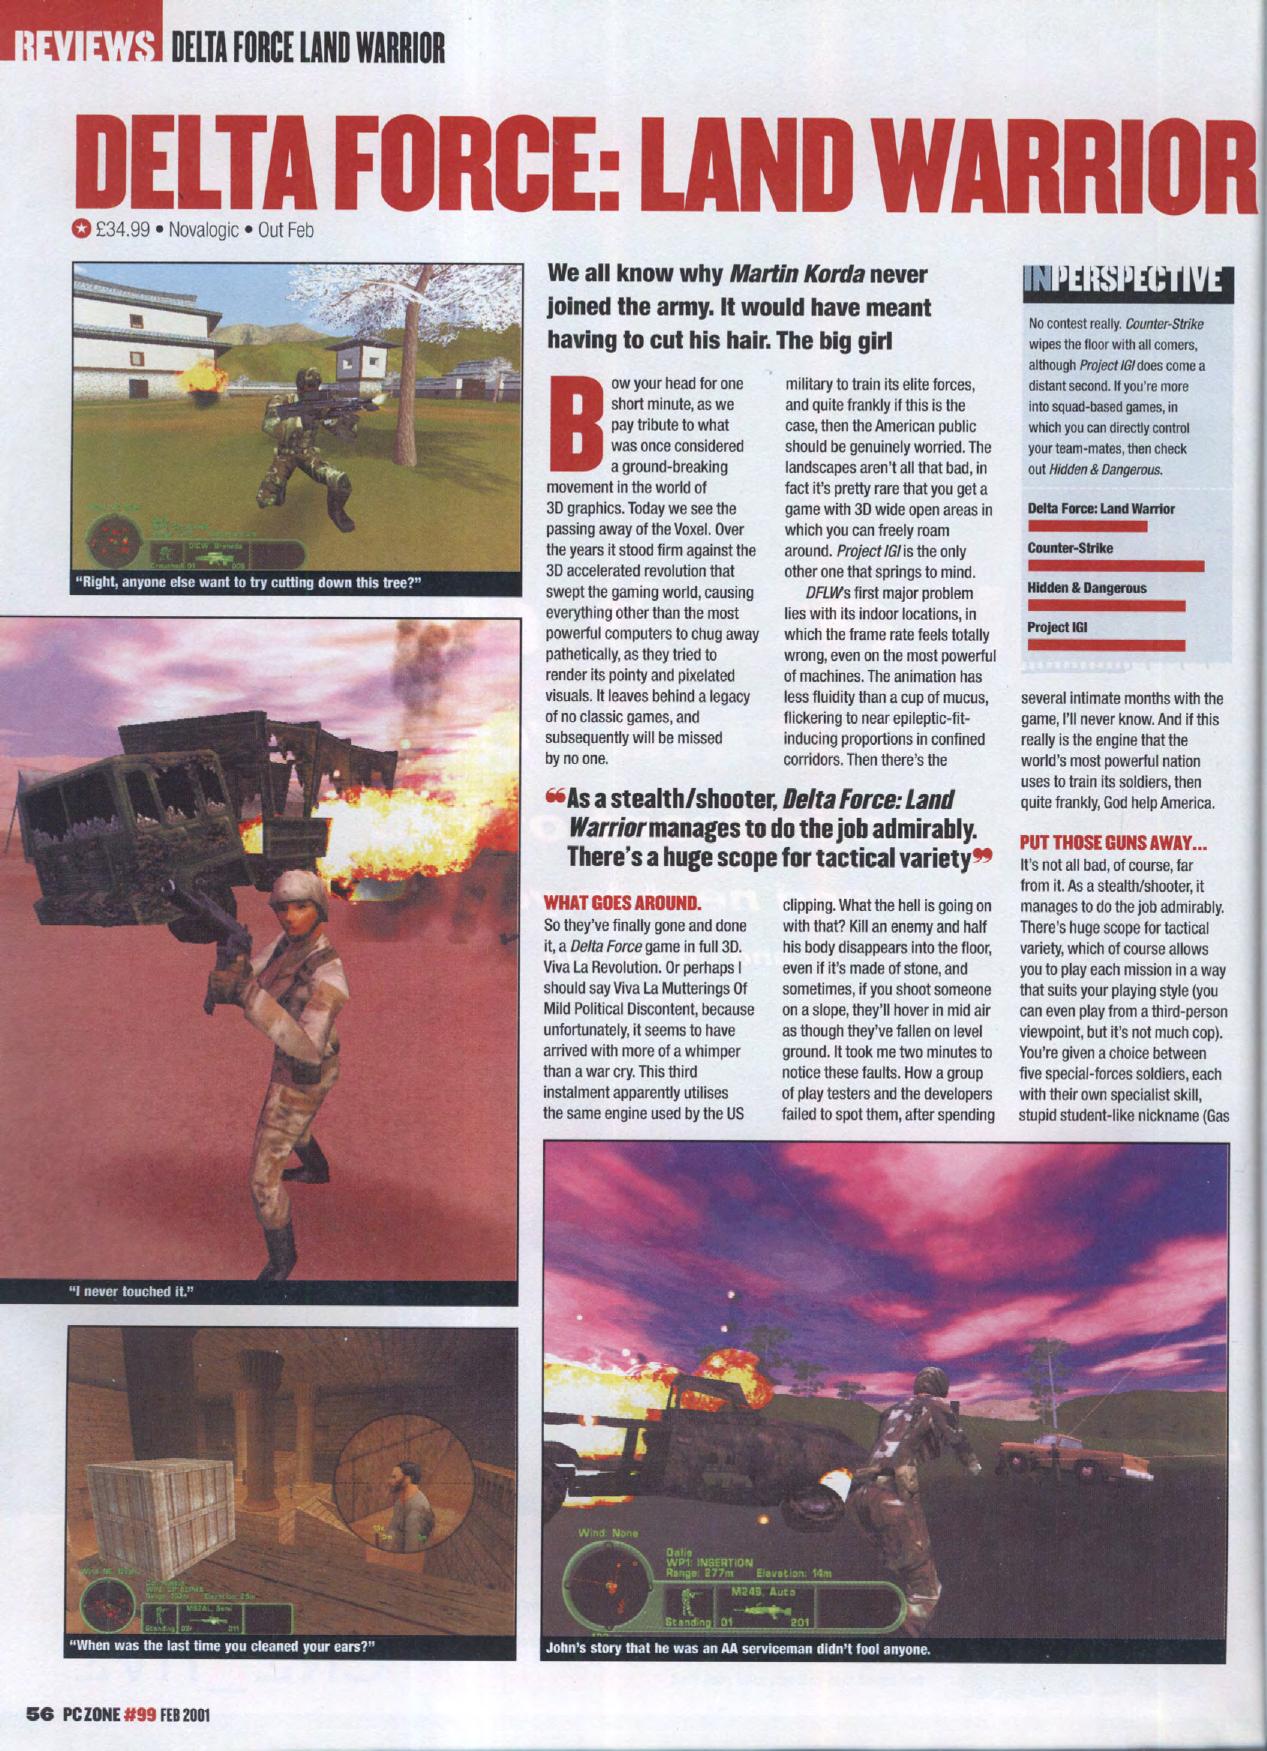 REVIEWS DELTA FORCE LAND WARRIOR
DELTA FORCE: LAND WARRIOR
£34.99 • Novalogic • Out Feb
"Right, anyone else want to try cutting down this tree?"
"I never touched it."
"When was the last time you cleaned your ears?"
We all know why Martin Korda never
joined the army. It would have meant
having to cut his hair. The big girl
Bow your head for one
short minute, as we
pay tribute to what
was once considered
a ground-breaking
movement in the world of
3D graphics. Today we see the
passing away of the Voxel. Over
the years it stood firm against the
3D accelerated revolution that
swept the gaming world, causing
everything other than the most
powerful computers to chug away
pathetically, as they tried to
render its pointy and pixelated
visuals. It leaves behind a legacy
of no classic games, and
subsequently will be missed
by no one.
WHAT GOES AROUND.
So they've finally gone and done
it, a Delta Force game in full 3D.
Viva La Revolution. Or perhaps I
should say Viva La Mutterings Of
Mild Political Discontent, because
unfortunately, it seems to have
arrived with more of a whimper
than a war cry. This third
instalment apparently utilises
the same engine used by the US
military to train its elite forces,
and quite frankly if this is the
case, then the American public
should be genuinely worried. The
landscapes aren't all that bad, in
fact it's pretty rare that you get a
game with 3D wide open areas in
which you can freely roam
around. Project IGI is the only
other one that springs to mind.
DFLW's first major problem
lies with its indoor locations, in
which the frame rate feels totally
wrong, even on the most powerful
of machines. The animation has
less fluidity than a cup of mucus,
flickering to near epileptic-fit-
inducing proportions in confined
corridors. Then there's the
clipping. What the hell is going on
with that? Kill an enemy and half
his body disappears into the floor,
even if it's made of stone, and
sometimes, if you shoot someone
on a slope, they'll hover in mid air
as though they've fallen on level
ground. It took me two minutes to
notice these faults. How a group
of play testers and the developers
failed to spot them, after spending
“As a stealth/shooter, Delta Force: Land
Warrior manages to do the job admirably.
There's a huge scope for tactical variety”
INPERSPECTIVE
No contest really. Counter-Strike
wipes the floor with all comers,
although Project IGI does come a
distant second. If you're more
into squad-based games, in
which you can directly control
your team-mates, then check
out Hidden & Dangerous.
Delta Force: Land Warrior
Counter-Strike
Hidden & Dangerous
Project IGI
several intimate months with the
game, I'll never know. And if this
really is the engine that the
world's most powerful nation
uses to train its soldiers, then
quite frankly, God help America.
PUT THOSE GUNS AWAY...
It's not all bad, of course, far
from it. As a stealth/shooter, it
manages to do the job admirably.
There's huge scope for tactical
variety, which of course allows
you to play each mission in a way
that suits your playing style (you
can even play from a third-person
viewpoint, but it's not much cop).
You're given a choice between
five special-forces soldiers, each
with their own specialist skill,
stupid student-like nickname (Gas
Wind: None
WP1: INSERTION
Range: 277m Elevation: 14m
M249, Auto
Standing 01 201
John's story that he was an AA serviceman didn't fool anyone.
56 PCZONE #99 FEB 2001